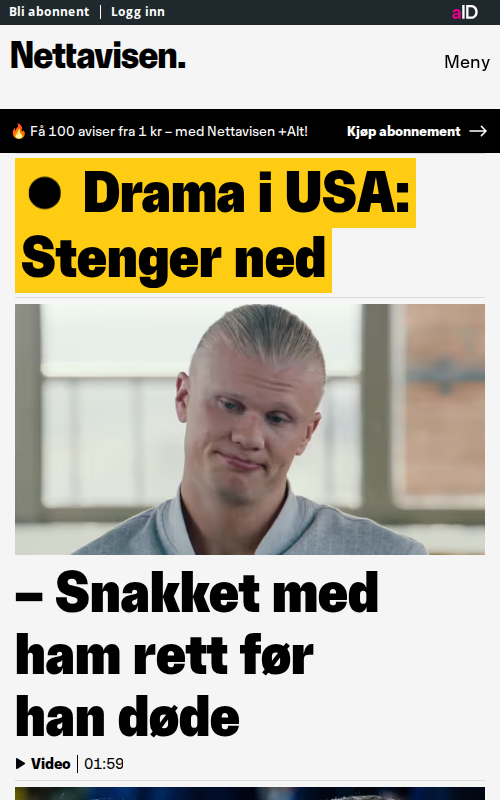 Bli abonnent | Logg inn
aID
Nettavisen.
Meny
🔥 Få 100 aviser fra 1 kr – med Nettavisen +Alt!
Kjøp abonnement →
● Drama i USA:
Stenger ned
– Snakket med
ham rett før
han døde
Video | 01:59